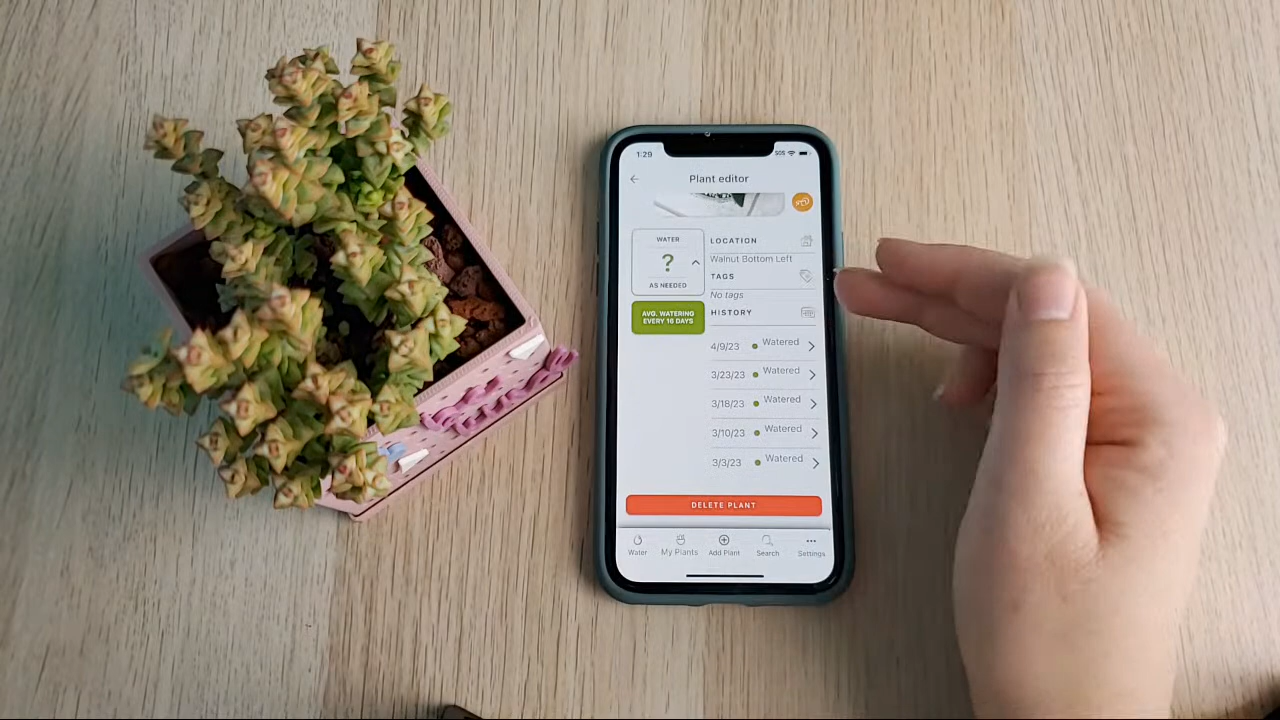 1:29 SOS
Plant editor
WATER
?
AS NEEDED
AVG. WATERING
EVERY 16 DAYS
LOCATION
Walnut Bottom Left
TAGS
No tags
HISTORY
4/9/23 Watered
3/23/23 Watered
3/18/23 Watered
3/10/23 Watered
3/3/23 Watered
DELETE PLANT
Water My Plants Add Plant Search Settings